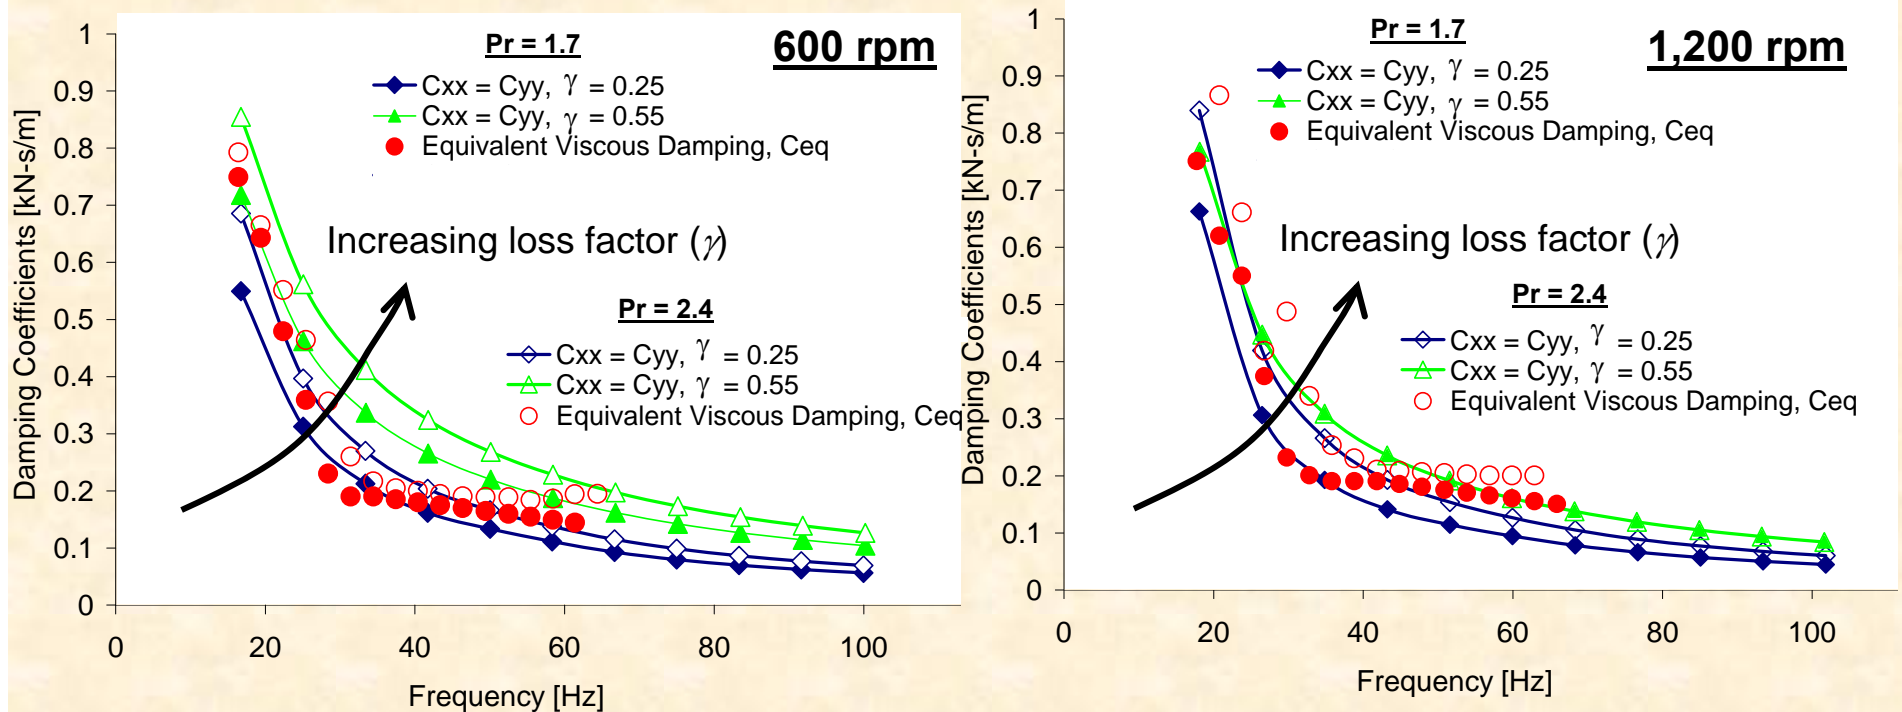 600 rpm
Pr = 1.7
Cxx = Cyy, γ = 0.25
Cxx = Cyy, γ = 0.55
Equivalent Viscous Damping, Ceq
Increasing loss factor (γ)
Pr = 2.4
Cxx = Cyy, γ = 0.25
Cxx = Cyy, γ = 0.55
Equivalent Viscous Damping, Ceq
Damping Coefficients [kN-s/m]
1
0.9
0.8
0.7
0.6
0.5
0.4
0.3
0.2
0.1
0
0 20 40 60 80 100
Frequency [Hz]
1,200 rpm
Pr = 1.7
Cxx = Cyy, γ = 0.25
Cxx = Cyy, γ = 0.55
Equivalent Viscous Damping, Ceq
Increasing loss factor (γ)
Pr = 2.4
Cxx = Cyy, γ = 0.25
Cxx = Cyy, γ = 0.55
Equivalent Viscous Damping, Ceq
Damping Coefficients [kN-s/m]
1
0.9
0.8
0.7
0.6
0.5
0.4
0.3
0.2
0.1
0
0 20 40 60 80 100
Frequency [Hz]